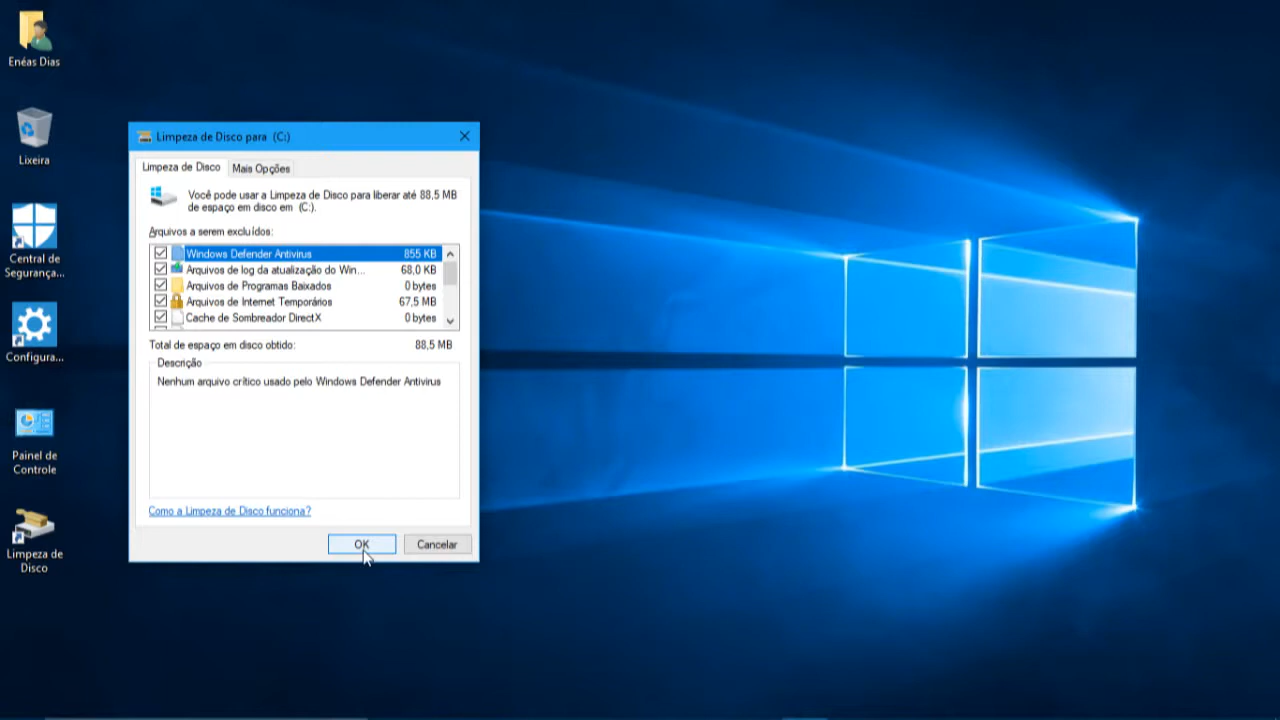 Enéas Dias
Lixeira
Central de
Segurança...
Configura...
Painel de
Controle
Limpeza de
Disco
Limpeza de Disco para (C:)
Limpeza de Disco
Mais Opções
Você pode usar a Limpeza de Disco para liberar até 88,5 MB
de espaço em disco em (C:).
Arquivos a serem excluídos:
Windows Defender Antivirus 855 KB
Arquivos de log da atualização do Win... 68,0 KB
Arquivos de Programas Baixados 0 bytes
Arquivos de Internet Temporários 67,5 MB
Cache de Sombreador DirectX 0 bytes
Total de espaço em disco obtido: 88,5 MB
Descrição
Nenhum arquivo crítico usado pelo Windows Defender Antivirus
Como a Limpeza de Disco funciona?
OK
Cancelar